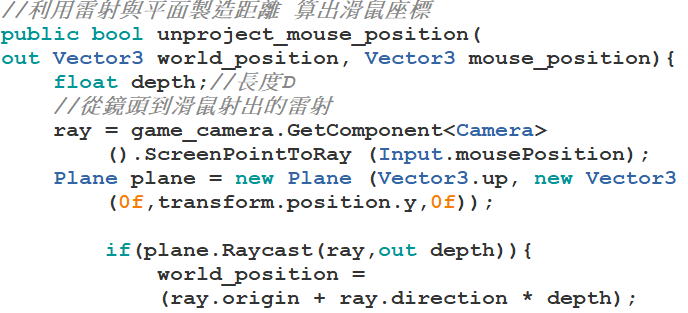 //利用雷射與平面製造距離 算出滑鼠座標
public bool unproject_mouse_position(
out Vector3 world_position, Vector3 mouse_position){
float depth;//長度D
//從鏡頭到滑鼠射出的雷射
ray = game_camera.GetComponent<Camera>
().ScreenPointToRay (Input.mousePosition);
Plane plane = new Plane (Vector3.up, new Vector3
(0f,transform.position.y,0f));
if(plane.Raycast(ray,out depth)){
world_position =
(ray.origin + ray.direction * depth);